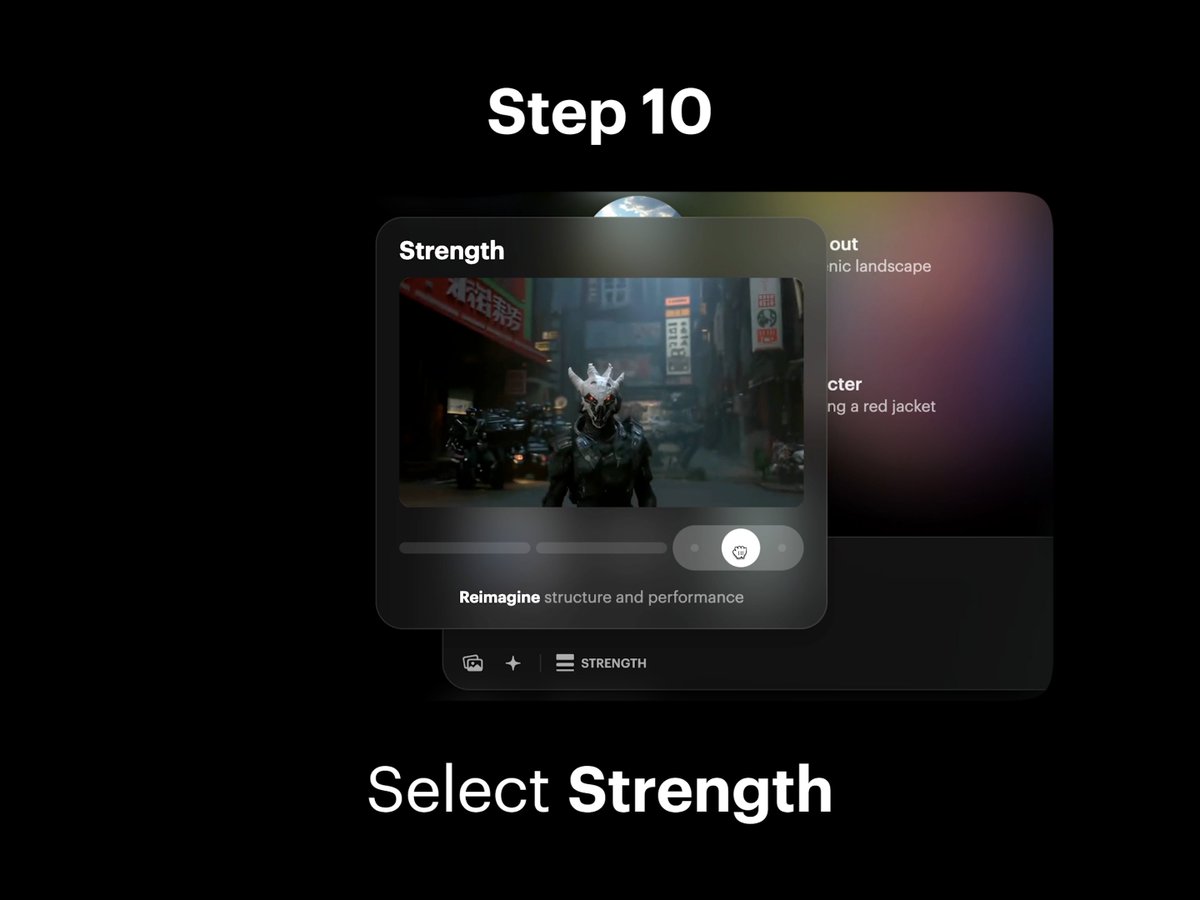 Step 10
Strength
out
nic landscape
cter
ng a red jacket
Reimagine structure and performance
STRENGTH
Select Strength